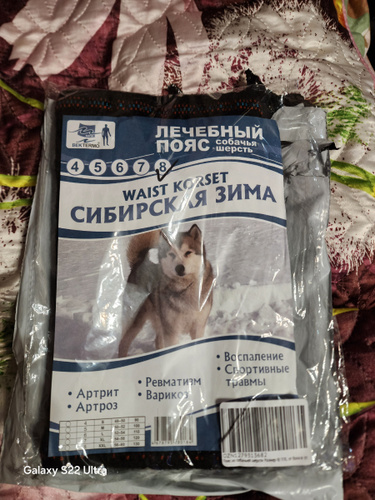 BEKTERMO
ЛЕЧЕБНЫЙ
ПОЯС собачья
шерсть
4 5 6 7 8
WAIST KORSET
СИБИРСКАЯ ЗИМА
• Артрит
• Артроз
• Ревматизм
• Варикоз
• Воспаление
• Спортивные
травмы
Galaxy S22 Ultra